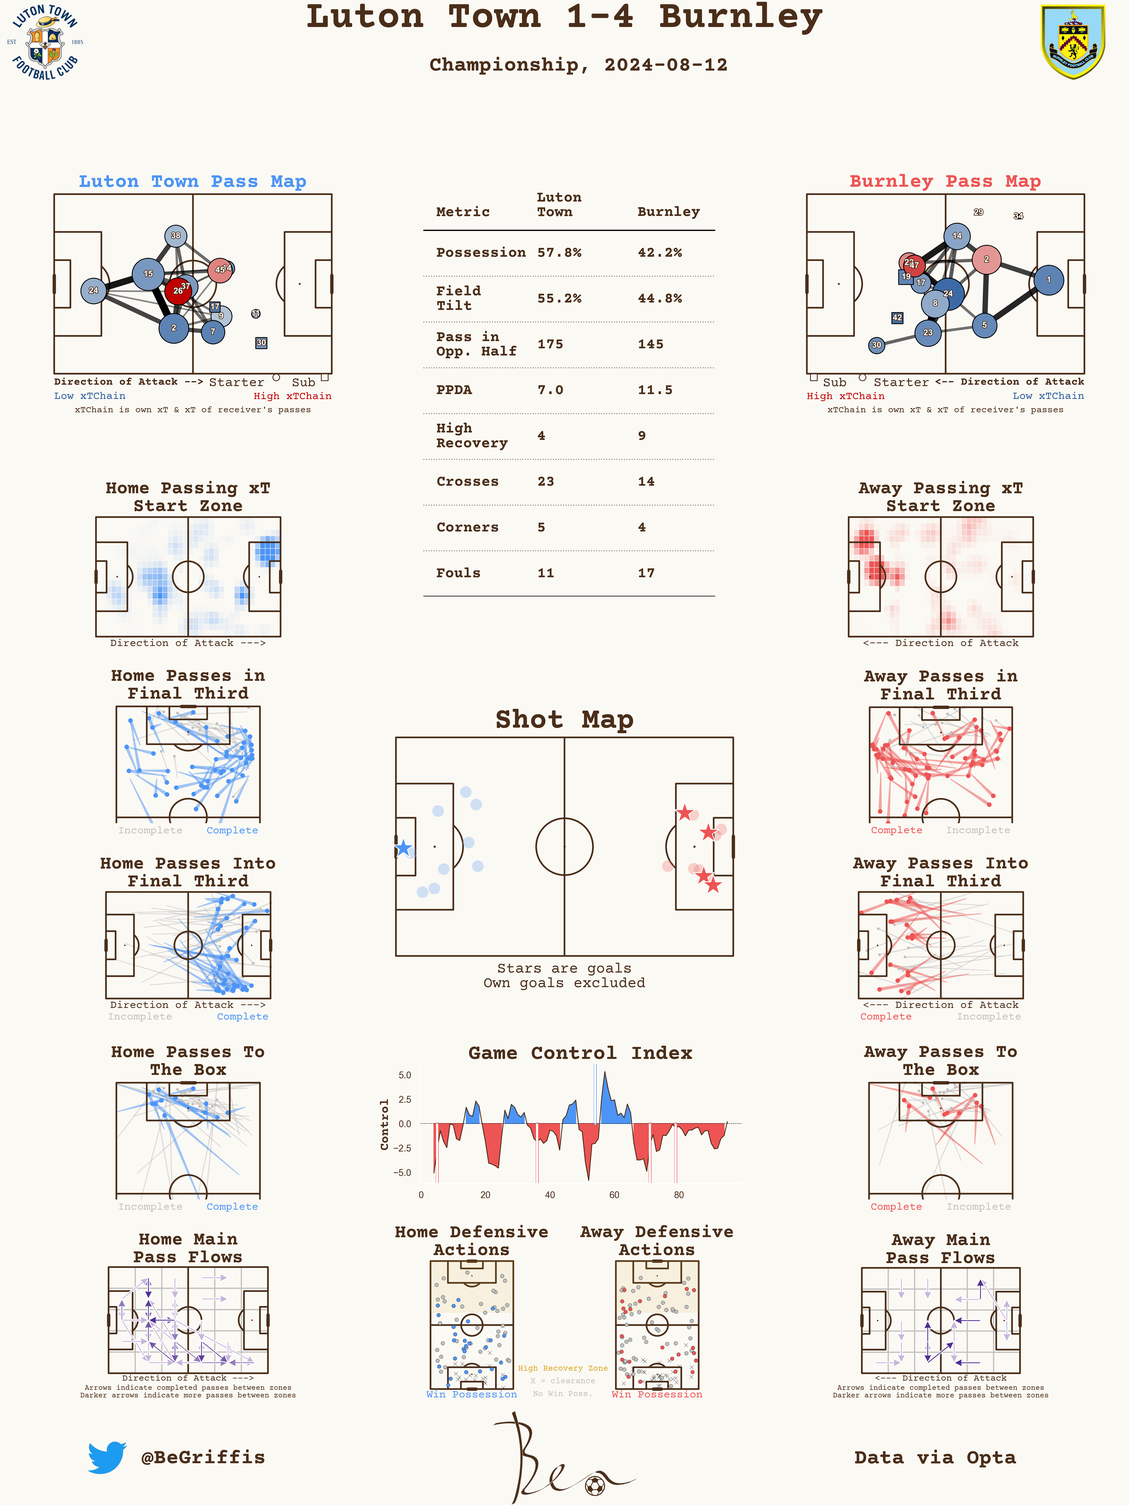 Luton Town 1-4 Burnley
Championship, 2024-08-12
LUTON TOWN
EST 1885
FOOTBALL CLUB
Luton Town Pass Map
38
15
45
24
37
26
17
9
2
7
30
Direction of Attack --> Starter Sub
Low xTChain High xTChain
xTChain is own xT & xT of receiver's passes
Metric Luton Town Burnley
Possession 57.8% 42.2%
Field Tilt 55.2% 44.8%
Pass in Opp. Half 175 145
PPDA 7.0 11.5
High Recovery 4 9
Crosses 23 14
Corners 5 4
Fouls 11 17
Burnley Pass Map
29
34
14
2
47
19
17
1
24
8
42
5
23
30
Sub Starter <-- Direction of Attack
High xTChain Low xTChain
xTChain is own xT & xT of receiver's passes
Home Passing xT
Start Zone
Direction of Attack --->
Away Passing xT
Start Zone
<--- Direction of Attack
Home Passes in
Final Third
Incomplete Complete
Away Passes in
Final Third
Complete Incomplete
Shot Map
Stars are goals
Own goals excluded
Home Passes Into
Final Third
Direction of Attack --->
Incomplete Complete
Away Passes Into
Final Third
<--- Direction of Attack
Complete Incomplete
Home Passes To
The Box
Incomplete Complete
Game Control Index
Control
5.0
2.5
0.0
−2.5
−5.0
0 20 40 60 80
Away Passes To
The Box
Complete Incomplete
Home Main
Pass Flows
Direction of Attack --->
Arrows indicate completed passes between zones
Darker arrows indicate more passes between zones
Home Defensive
Actions
Win Possession
Away Defensive
Actions
Win Possession
High Recovery Zone
X = clearance
No Win Poss.
Away Main
Pass Flows
<--- Direction of Attack
Arrows indicate completed passes between zones
Darker arrows indicate more passes between zones
@BeGriffis
Ben
Data via Opta